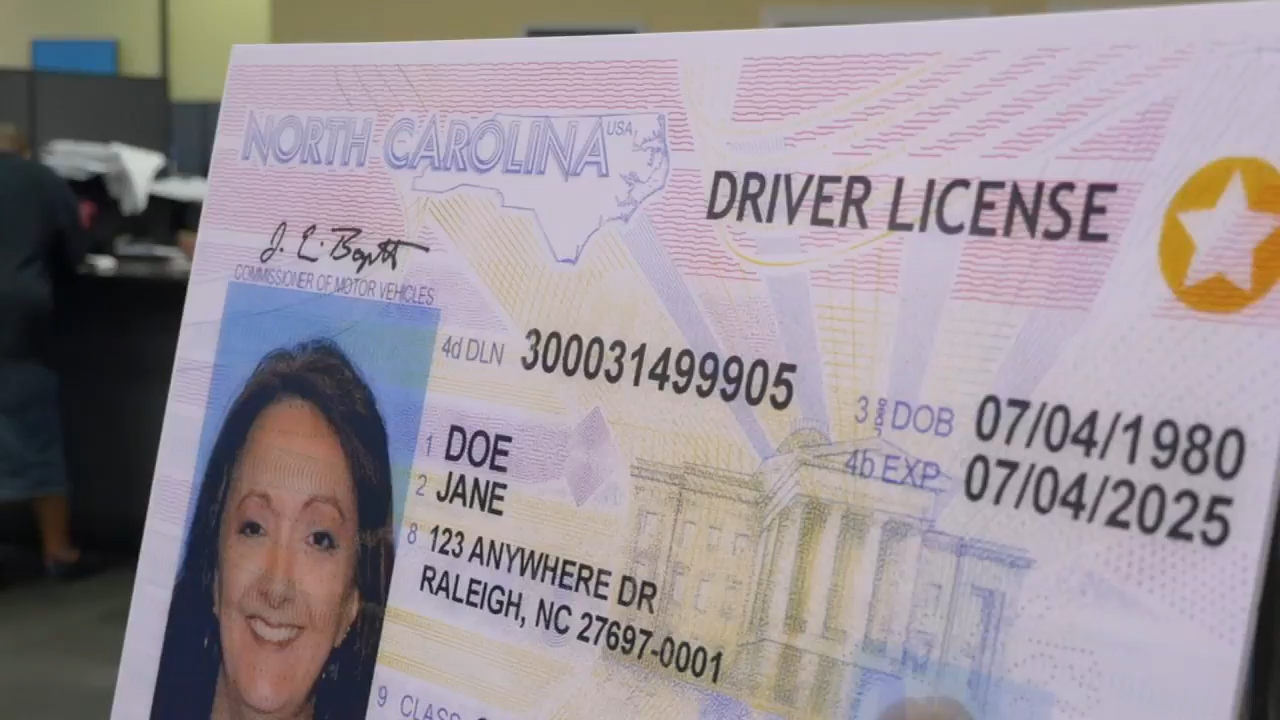 NORTH CAROLINA USA
DRIVER LICENSE
COMMISSIONER OF MOTOR VEHICLES
4d DLN 300031499905
3 DOB 07/04/1980
4b EXP 07/04/2025
1 DOE
2 JANE
8 123 ANYWHERE DR
RALEIGH, NC 27697-0001
9 CLASS